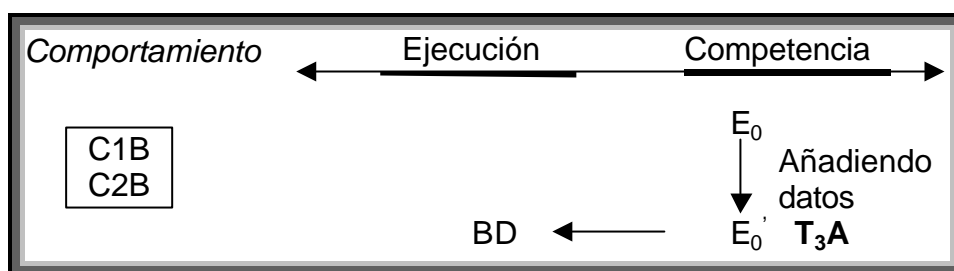 Comportamiento Ejecución Competencia
E₀
C1B
Añadiendo
C2B
datos
BD E₀’ T₃A